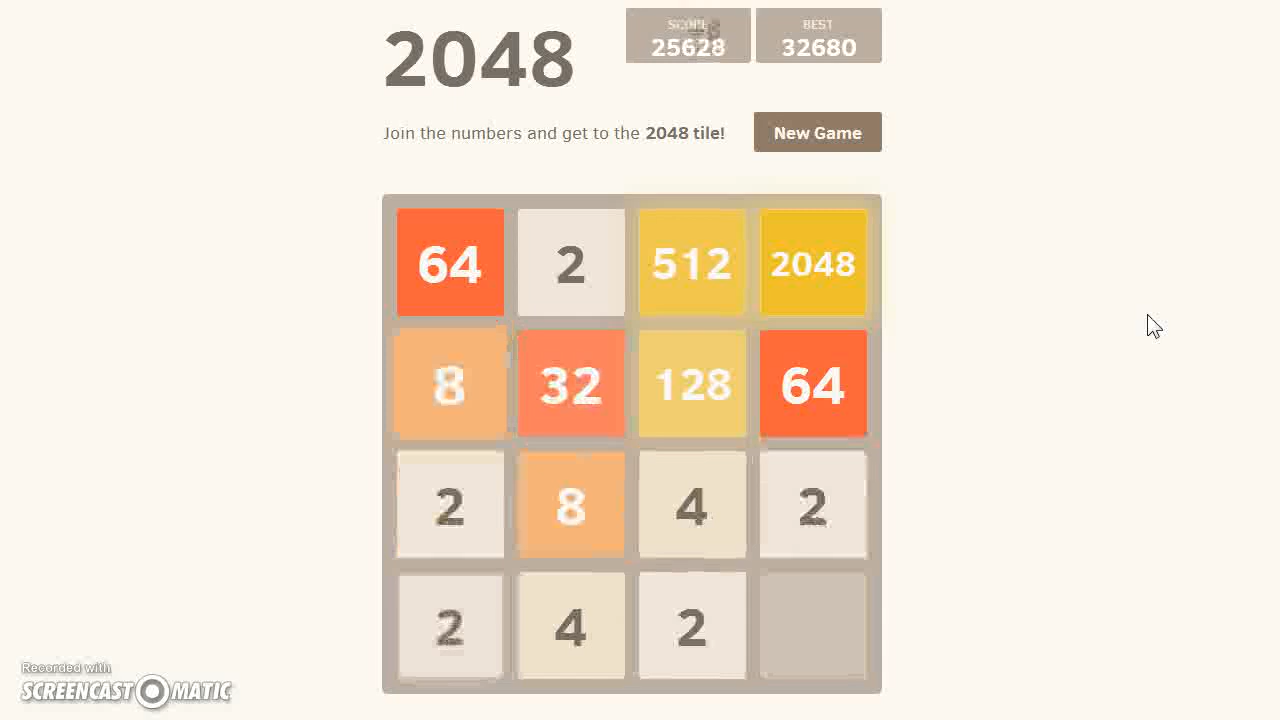 2048
SCORE
25628
BEST
32680
Join the numbers and get to the 2048 tile!
New Game
64 2 512 2048
8 32 128 64
2 8 4 2
2 4 2
Recorded with
SCREENCAST MATIC